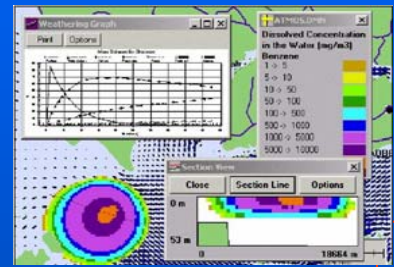 Weathering Graph
Print Options
ATMOS.DMH
Dissolved Concentration
in the Water (mg/m3)
Benzene
1 -> 5
5 -> 10
10 -> 50
50 -> 100
100 -> 500
500 -> 1000
1000 -> 5000
5000 -> 10000
Section View
Close Section Line Options
0 m
53 m
0 18664 m